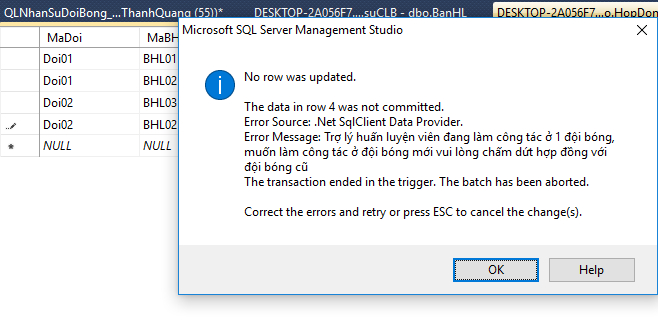 QLNhanSuDoiBong_...ThanhQuang (55))* DESKTOP-2A056F7....suCLB - dbo.BanHL DESKTOP-2A056F7...o.HopDon
Microsoft SQL Server Management Studio
MaDoi MaBH
Doi01 BHL01
Doi01 BHL02
Doi02 BHL03
Doi02 BHL02
NULL NULL
No row was updated.
The data in row 4 was not committed.
Error Source: .Net SqlClient Data Provider.
Error Message: Trợ lý huấn luyện viên đang làm công tác ở 1 đội bóng,
muốn làm công tác ở đội bóng mới vui lòng chấm dứt hợp đồng với
đội bóng cũ
The transaction ended in the trigger. The batch has been aborted.
Correct the errors and retry or press ESC to cancel the change(s).
OK Help